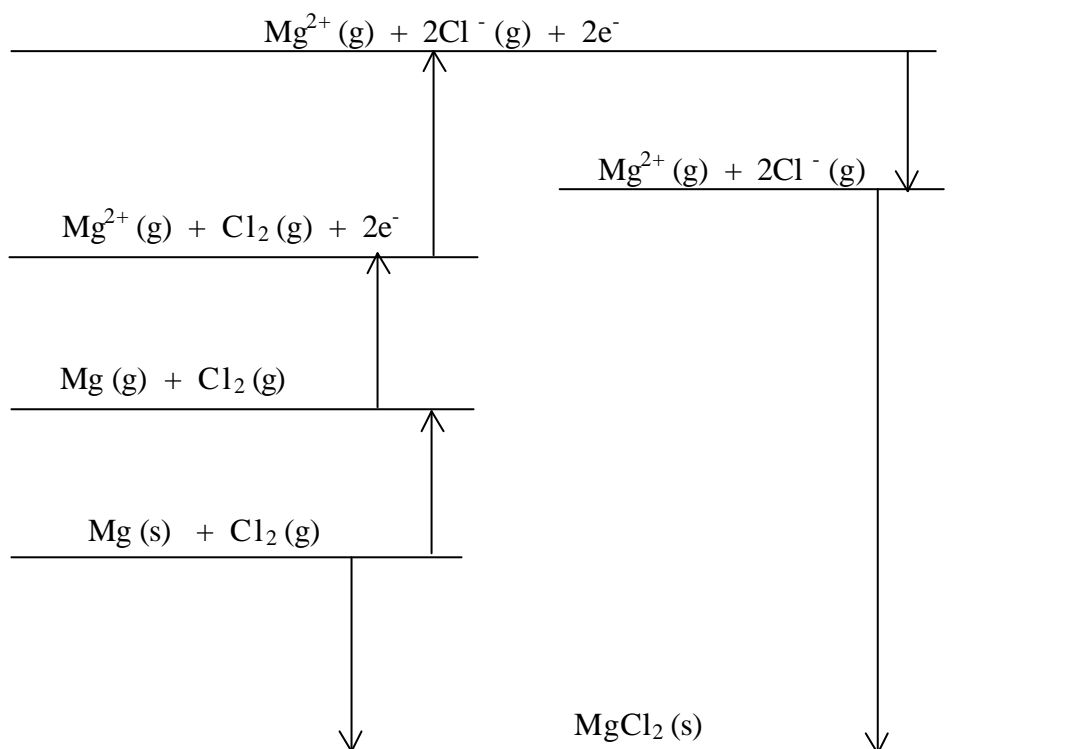 Mg²⁺ (g) + 2Cl ⁻ (g) + 2e⁻
Mg²⁺ (g) + 2Cl ⁻ (g)
Mg²⁺ (g) + Cl₂ (g) + 2e⁻
Mg (g) + Cl₂ (g)
Mg (s) + Cl₂ (g)
MgCl₂ (s)